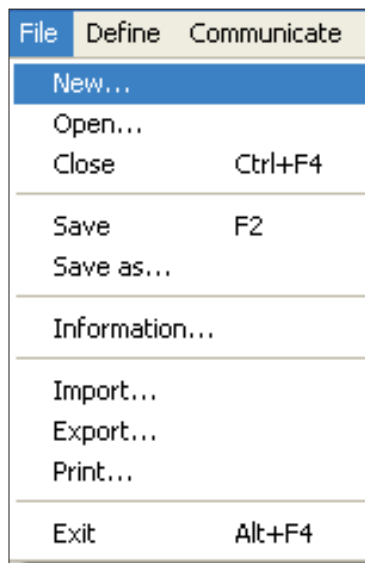 File Define Communicate
New...
Open...
Close Ctrl+F4
Save F2
Save as...
Information...
Import...
Export...
Print...
Exit Alt+F4